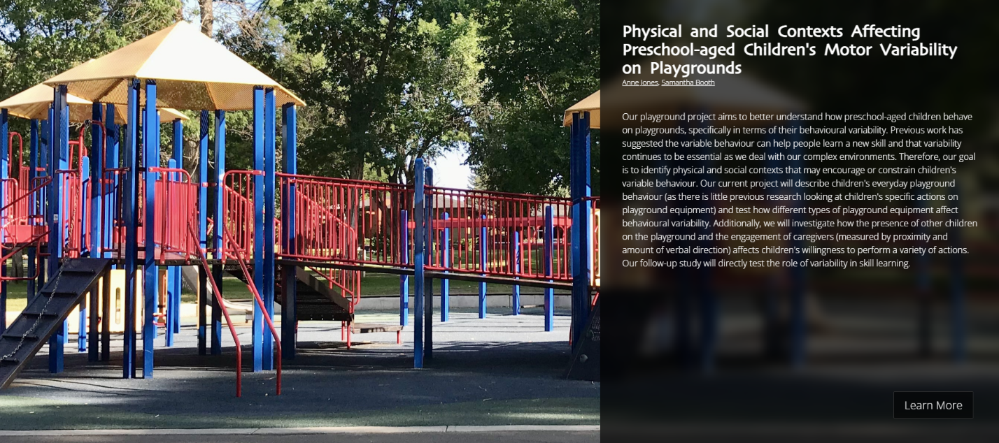 Physical and Social Contexts Affecting
Preschool-aged Children's Motor Variability
on Playgrounds
Anne Jones, Samantha Booth
Our playground project aims to better understand how preschool-aged children behave
on playgrounds, specifically in terms of their behavioural variability. Previous work has
suggested the variable behaviour can help people learn a new skill and that variability
continues to be essential as we deal with our complex environments. Therefore, our goal
is to identify physical and social contexts that may encourage or constrain children's
variable behaviour. Our current project will describe children's everyday playground
behaviour (as there is little previous research looking at children's specific actions on
playground equipment) and test how different types of playground equipment affect
behavioural variability. Additionally, we will investigate how the presence of other children
on the playground and the engagement of caregivers (measured by proximity and
amount of verbal direction) affects children's willingness to perform a variety of actions.
Our follow-up study will directly test the role of variability in skill learning.
Learn More